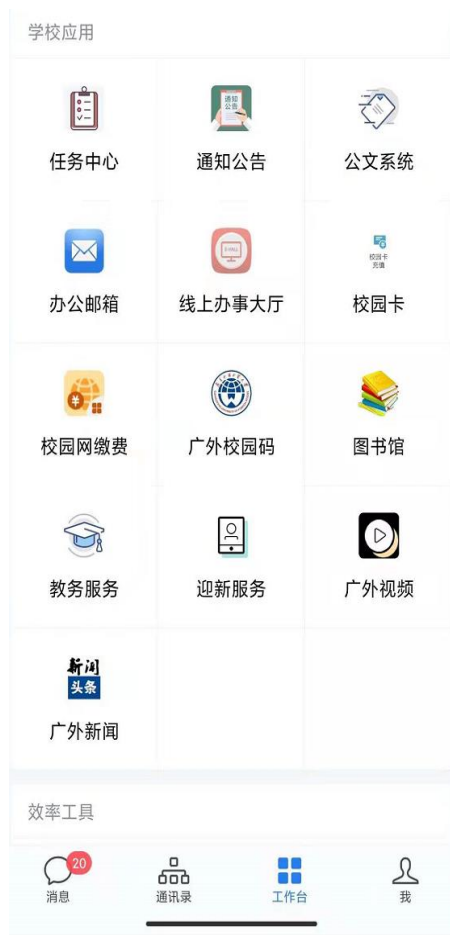 学校应用
任务中心
通知
公告
通知公告
公文系统
办公邮箱
线上办事大厅
校园卡
充值
校园卡
校园网缴费
广外校园码
图书馆
教务服务
迎新服务
广外视频
新闻
头条
广外新闻
效率工具
20
消息
通讯录
工作台
我